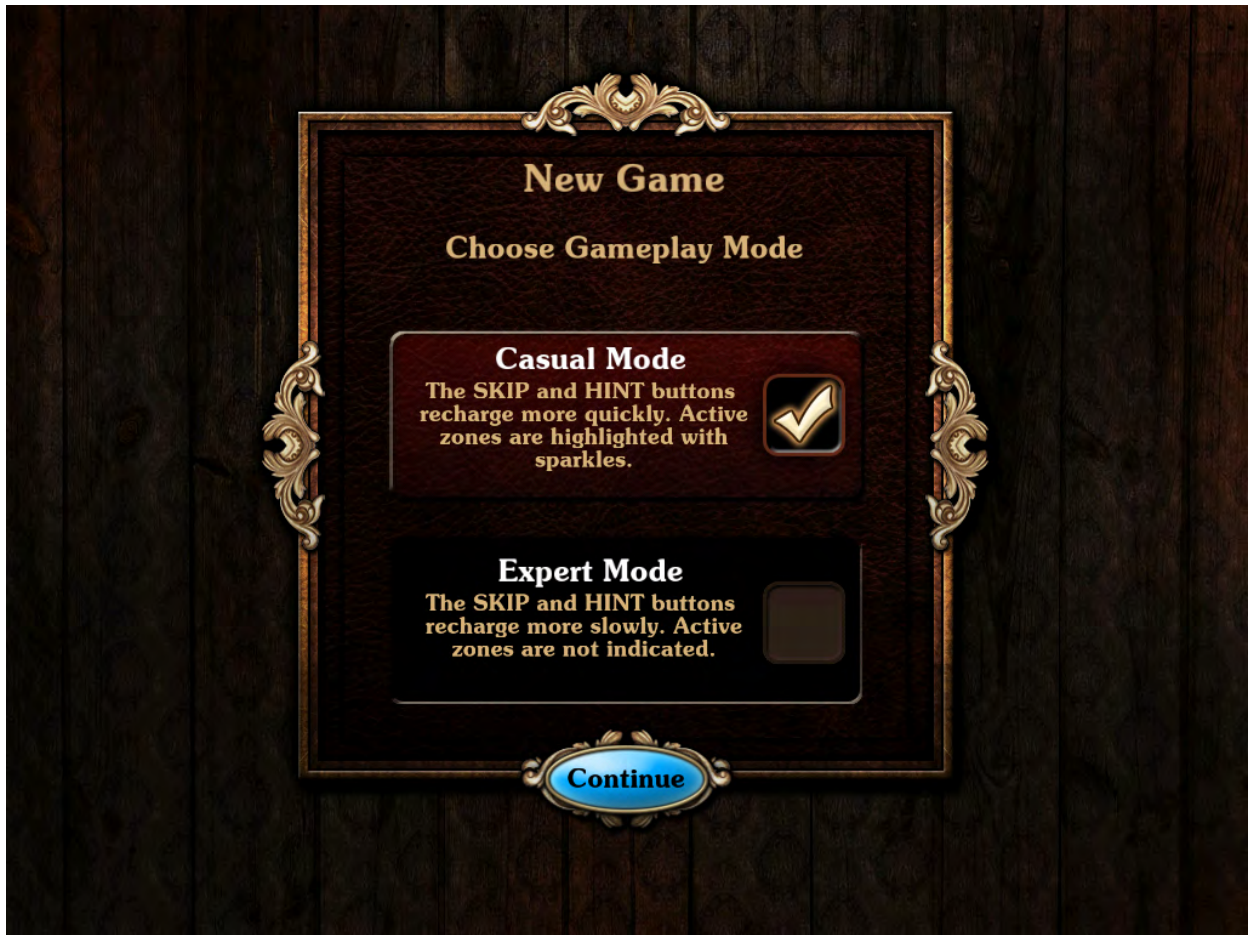 New Game
Choose Gameplay Mode
Casual Mode
The SKIP and HINT buttons
recharge more quickly. Active
zones are highlighted with
sparkles.
Expert Mode
The SKIP and HINT buttons
recharge more slowly. Active
zones are not indicated.
Continue